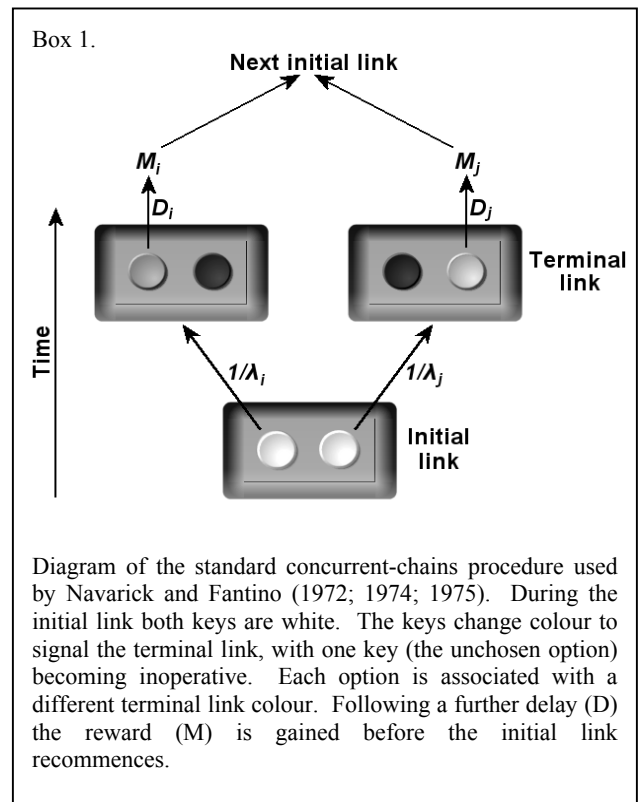 Box 1.
Next initial link
M_i M_j
D_i D_j
Terminal
link
Time
1/λ_i 1/λ_j
Initial
link
Diagram of the standard concurrent-chains procedure used
by Navarick and Fantino (1972; 1974; 1975). During the
initial link both keys are white. The keys change colour to
signal the terminal link, with one key (the unchosen option)
becoming inoperative. Each option is associated with a
different terminal link colour. Following a further delay (D)
the reward (M) is gained before the initial link
recommences.